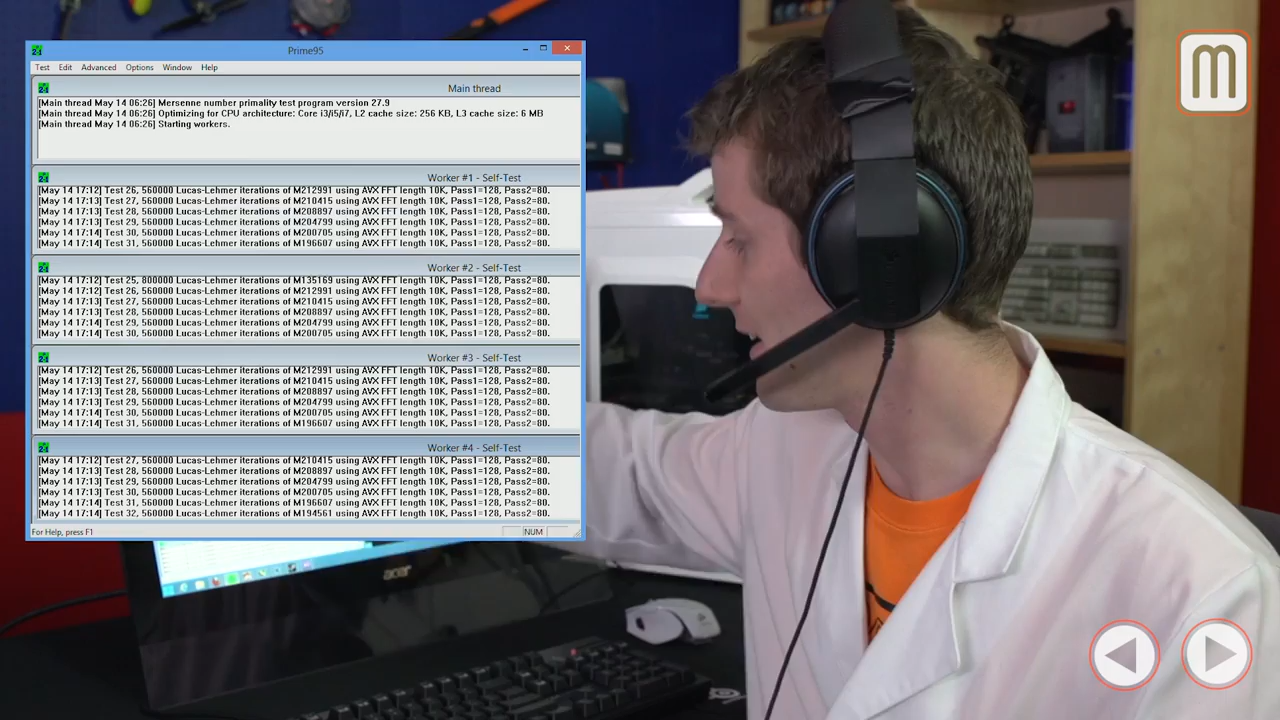 Prime95
Test Edit Advanced Options Window Help
Main thread
[Main thread May 14 06:26] Mersenne number primality test program version 27.9
[Main thread May 14 06:26] Optimizing for CPU architecture: Core i3/i5/i7, L2 cache size: 256 KB, L3 cache size: 6 MB
[Main thread May 14 06:26] Starting workers.
Worker #1 - Self-Test
[May 14 17:12] Test 26, 560000 Lucas-Lehmer iterations of M212991 using AVX FFT length 10K, Pass1=128, Pass2=80.
[May 14 17:13] Test 27, 560000 Lucas-Lehmer iterations of M210415 using AVX FFT length 10K, Pass1=128, Pass2=80.
[May 14 17:13] Test 28, 560000 Lucas-Lehmer iterations of M208897 using AVX FFT length 10K, Pass1=128, Pass2=80.
[May 14 17:13] Test 29, 560000 Lucas-Lehmer iterations of M204799 using AVX FFT length 10K, Pass1=128, Pass2=80.
[May 14 17:14] Test 30, 560000 Lucas-Lehmer iterations of M200705 using AVX FFT length 10K, Pass1=128, Pass2=80.
[May 14 17:14] Test 31, 560000 Lucas-Lehmer iterations of M196607 using AVX FFT length 10K, Pass1=128, Pass2=80.
Worker #2 - Self-Test
[May 14 17:12] Test 25, 800000 Lucas-Lehmer iterations of M135169 using AVX FFT length 10K, Pass1=128, Pass2=80.
[May 14 17:12] Test 26, 560000 Lucas-Lehmer iterations of M212991 using AVX FFT length 10K, Pass1=128, Pass2=80.
[May 14 17:13] Test 27, 560000 Lucas-Lehmer iterations of M210415 using AVX FFT length 10K, Pass1=128, Pass2=80.
[May 14 17:13] Test 28, 560000 Lucas-Lehmer iterations of M208897 using AVX FFT length 10K, Pass1=128, Pass2=80.
[May 14 17:14] Test 29, 560000 Lucas-Lehmer iterations of M204799 using AVX FFT length 10K, Pass1=128, Pass2=80.
[May 14 17:14] Test 30, 560000 Lucas-Lehmer iterations of M200705 using AVX FFT length 10K, Pass1=128, Pass2=80.
Worker #3 - Self-Test
[May 14 17:12] Test 26, 560000 Lucas-Lehmer iterations of M212991 using AVX FFT length 10K, Pass1=128, Pass2=80.
[May 14 17:13] Test 27, 560000 Lucas-Lehmer iterations of M210415 using AVX FFT length 10K, Pass1=128, Pass2=80.
[May 14 17:13] Test 28, 560000 Lucas-Lehmer iterations of M208897 using AVX FFT length 10K, Pass1=128, Pass2=80.
[May 14 17:13] Test 29, 560000 Lucas-Lehmer iterations of M204799 using AVX FFT length 10K, Pass1=128, Pass2=80.
[May 14 17:14] Test 30, 560000 Lucas-Lehmer iterations of M200705 using AVX FFT length 10K, Pass1=128, Pass2=80.
[May 14 17:14] Test 31, 560000 Lucas-Lehmer iterations of M196607 using AVX FFT length 10K, Pass1=128, Pass2=80.
Worker #4 - Self-Test
[May 14 17:12] Test 27, 560000 Lucas-Lehmer iterations of M210415 using AVX FFT length 10K, Pass1=128, Pass2=80.
[May 14 17:13] Test 28, 560000 Lucas-Lehmer iterations of M208897 using AVX FFT length 10K, Pass1=128, Pass2=80.
[May 14 17:13] Test 29, 560000 Lucas-Lehmer iterations of M204799 using AVX FFT length 10K, Pass1=128, Pass2=80.
[May 14 17:13] Test 30, 560000 Lucas-Lehmer iterations of M200705 using AVX FFT length 10K, Pass1=128, Pass2=80.
[May 14 17:14] Test 31, 560000 Lucas-Lehmer iterations of M196607 using AVX FFT length 10K, Pass1=128, Pass2=80.
[May 14 17:14] Test 32, 560000 Lucas-Lehmer iterations of M194561 using AVX FFT length 10K, Pass1=128, Pass2=80.
For Help, press F1
NUM
acer
m